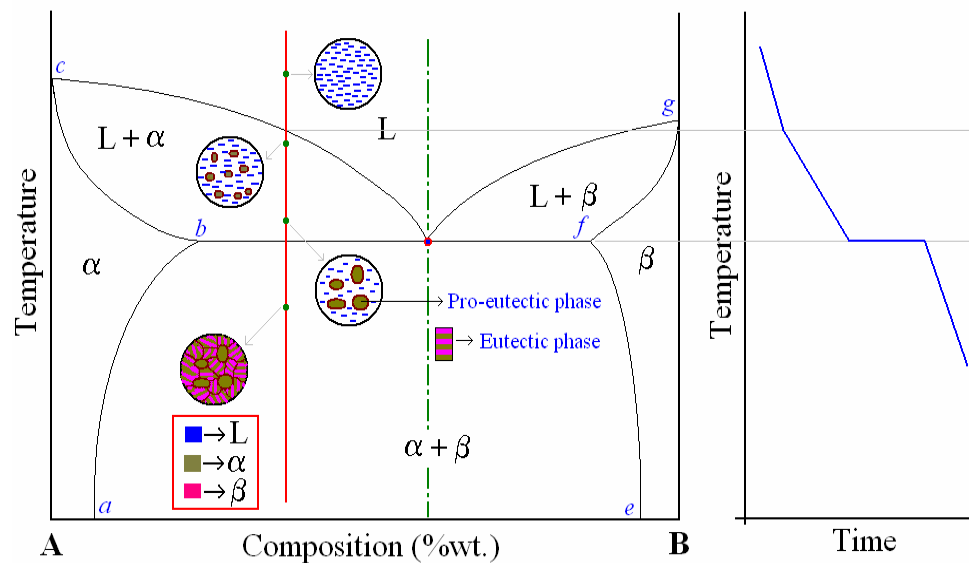 c
L
g
L + α
L + β
b
f
α
β
Temperature
Temperature
Pro-eutectic phase
Eutectic phase
→L
→α
→β
α + β
a
e
A
Composition (%wt.)
B
Time